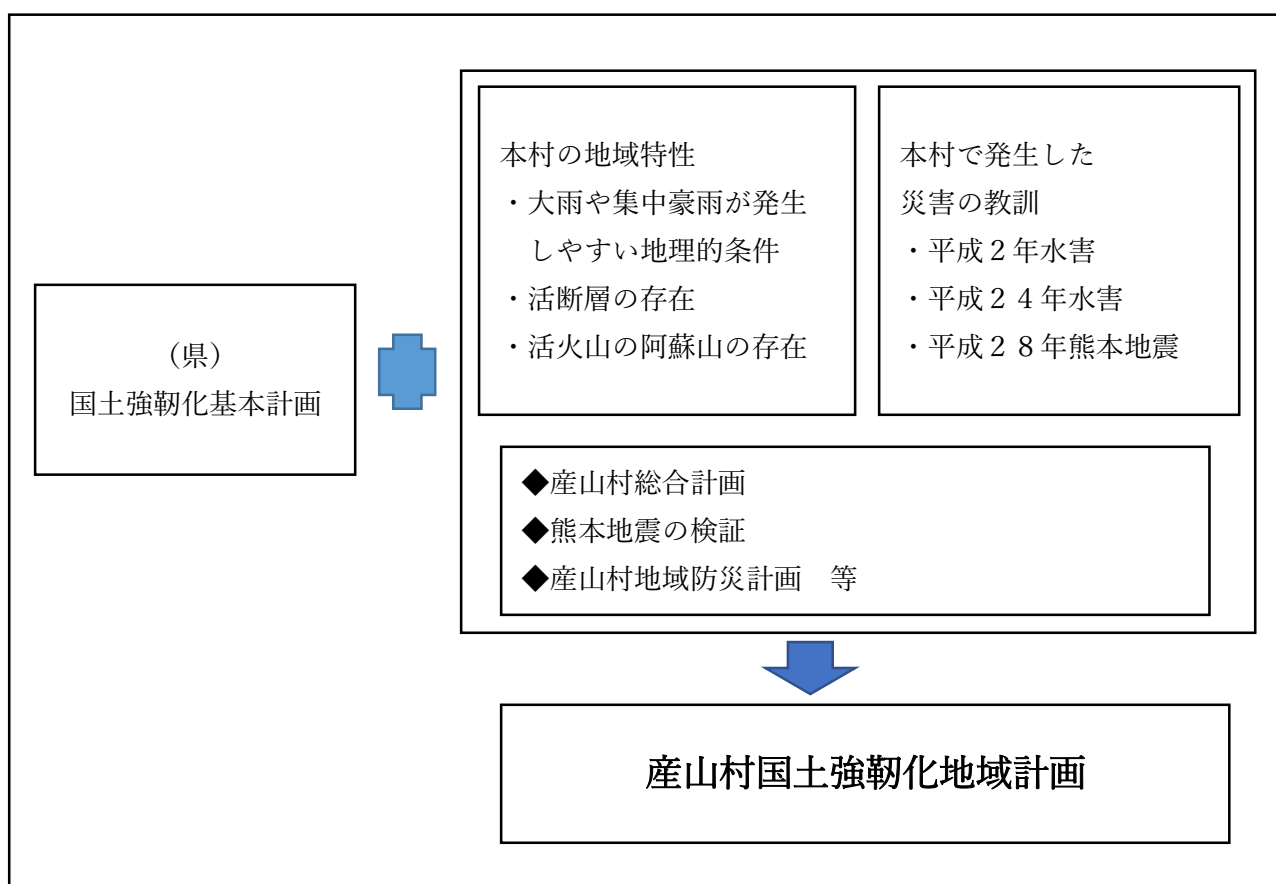 本村の地域特性
・大雨や集中豪雨が発生
しやすい地理的条件
・活断層の存在
・活火山の阿蘇山の存在
本村で発生した
災害の教訓
・平成２年水害
・平成２４年水害
・平成２８年熊本地震
（県）
国土強靭化基本計画
◆産山村総合計画
◆熊本地震の検証
◆産山村地域防災計画　等
産山村国土強靭化地域計画